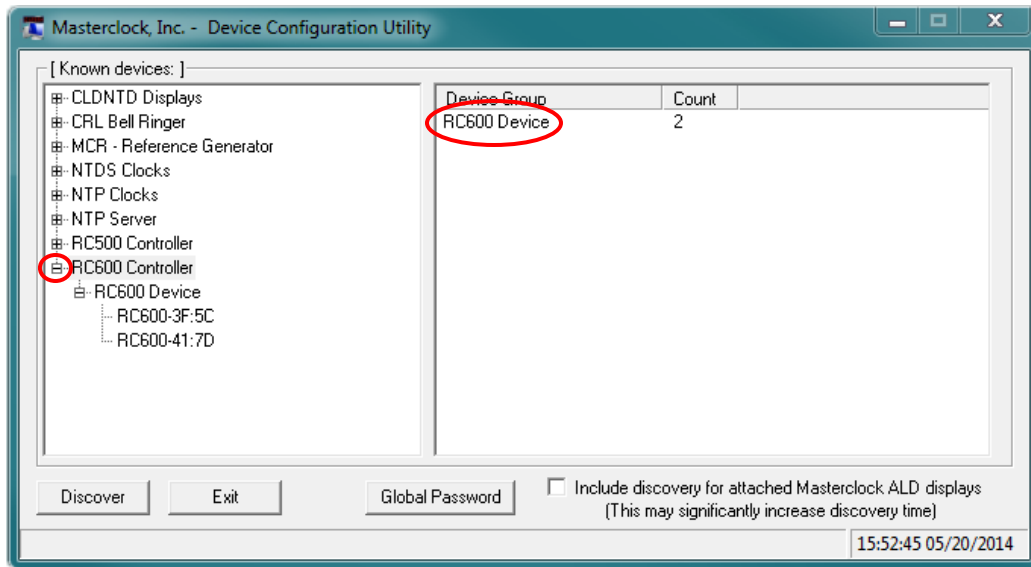 Masterclock, Inc. - Device Configuration Utility
[ Known devices: ]
CLDNTD Displays
CRL Bell Ringer
MCR - Reference Generator
NTDS Clocks
NTP Clocks
NTP Server
RC500 Controller
RC600 Controller
RC600 Device
RC600-3F:5C
RC600-41:7D
Device Group Count
RC600 Device 2
Discover Exit Global Password
Include discovery for attached Masterclock ALD displays
(This may significantly increase discovery time)
15:52:45 05/20/2014